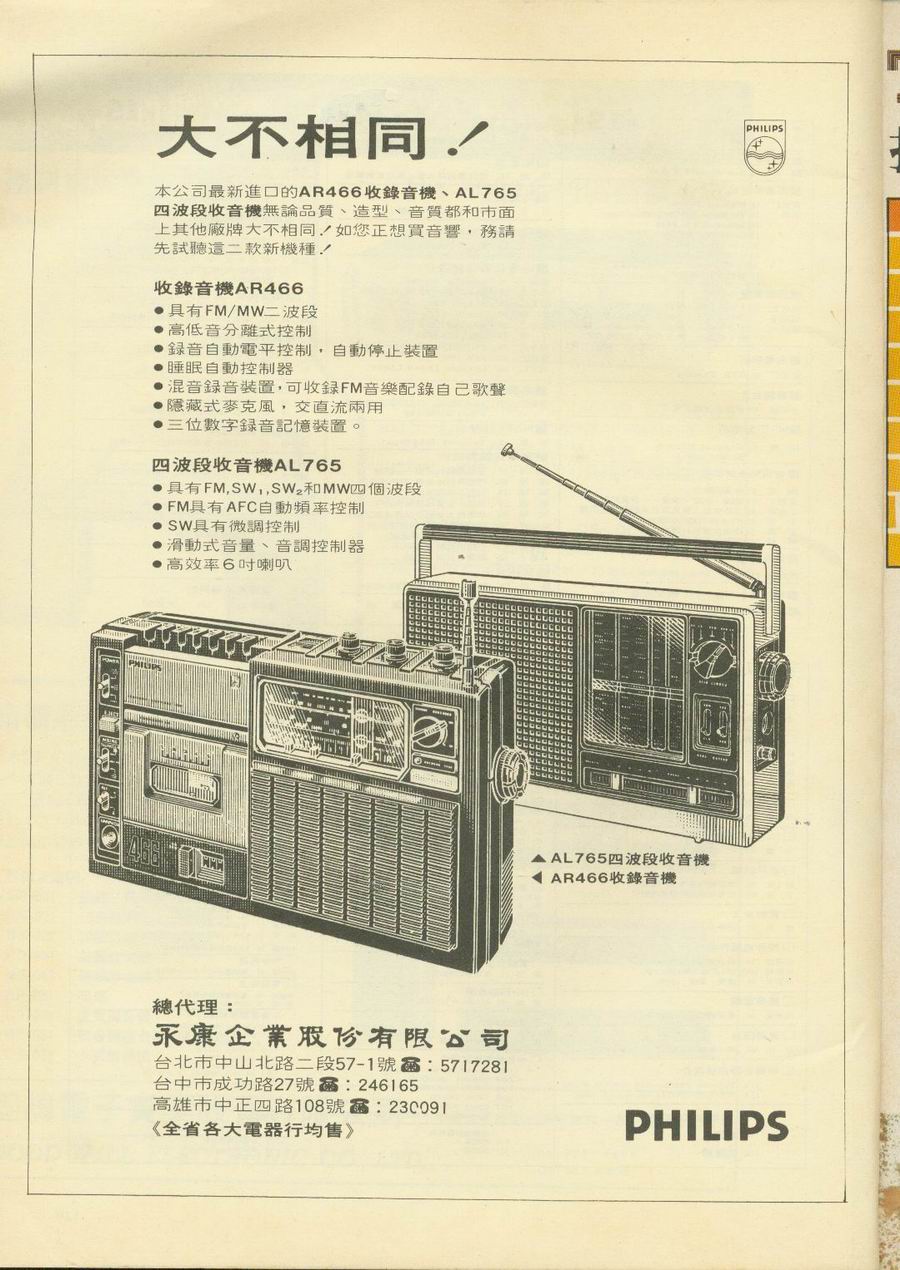 大不相同！
PHILIPS
本公司最新進口的AR466收錄音機、AL765
四波段收音機無論品質、造型、音質都和市面
上其他廠牌大不相同！如您正想買音響，務請
先試聽這二款新機種！
收錄音機AR466
●具有FM/MW二波段
●高低音分離式控制
●録音自動電平控制，自動停止裝置
●睡眠自動控制器
●混音録音裝置，可收録FM音樂配錄自己歌聲
●隱藏式麥克風，交直流兩用
●三位數字録音記憶裝置。
四波段收音機AL765
●具有FM,SW₁,SW₂和MW四個波段
●FM具有AFC自動頻率控制
●SW具有微調控制
●滑動式音量、音調控制器
●高效率6吋喇叭
POWER
PHILIPS
466
▲AL765四波段收音機
◀AR466收錄音機
總代理：
永康企業股份有限公司
台北市中山北路二段57-1號☎：5717281
台中市成功路27號☎：246165
高雄市中正四路108號☎：230091
《全省各大電器行均售》
PHILIPS